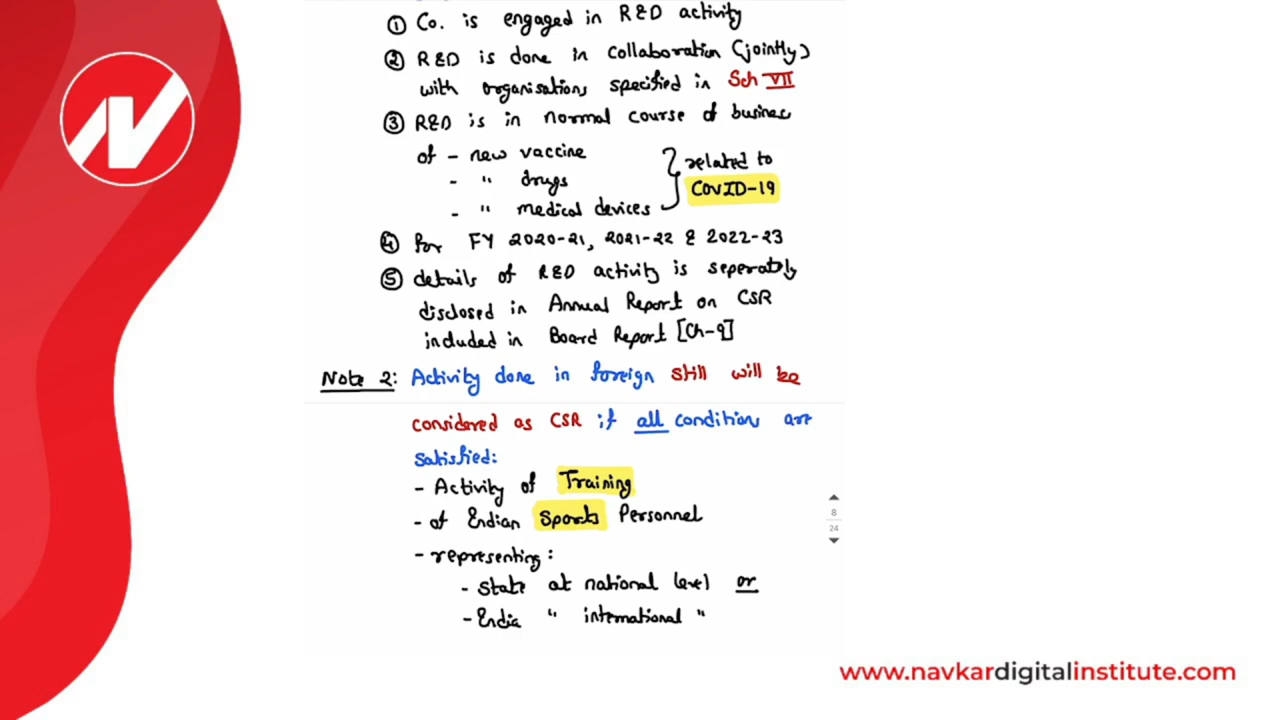 ① Co. is engaged in R&D activity
② R&D is done in collaboration (jointly)
with organisations specified in Sch VII
③ R&D is in normal course of busines
of - new vaccine
- " drugs
- " medical devices
related to
COVID-19
④ for FY 2020-21, 2021-22 & 2022-23
⑤ details of R&D activity is seperatly
disclosed in Annual Report on CSR
included in Board Report [Ch-9]
Note 2: Activity done in foreign still will be
considered as CSR if all condition are
satisfied:
- Activity of Training
- of Indian Sports Personnel
- representing:
- State at national level or
- India " international "
8
24
www.navkardigitalinstitute.com